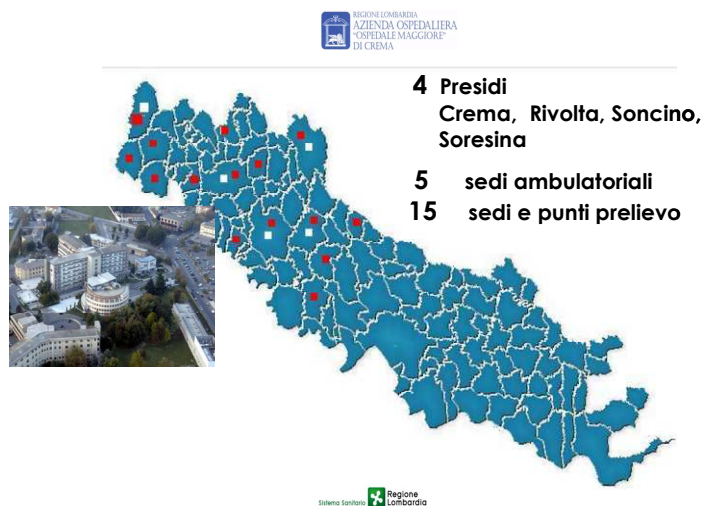 REGIONE LOMBARDIA
AZIENDA OSPEDALIERA
"OSPEDALE MAGGIORE"
DI CREMA
4 Presidi
Crema, Rivolta, Soncino,
Soresina
5 sedi ambulatoriali
15 sedi e punti prelievo
Sistema Sanitario Regione
Lombardia